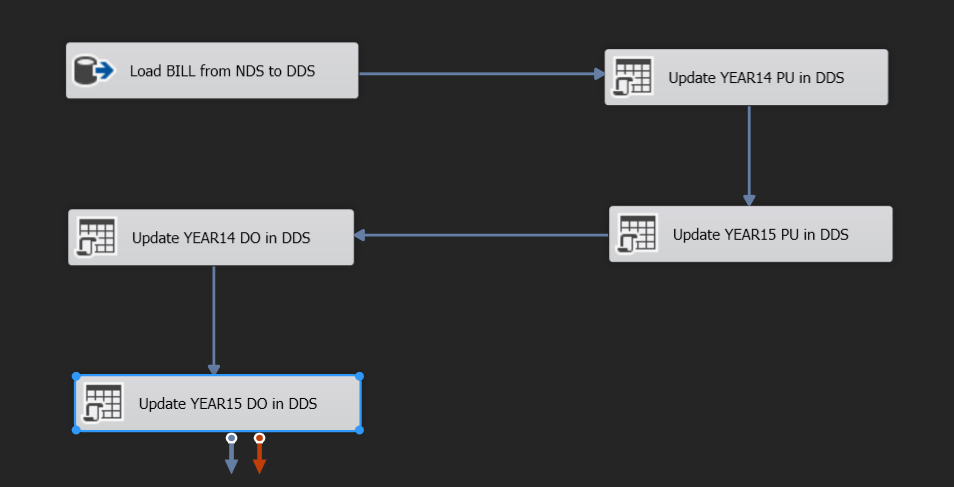 Load BILL from NDS to DDS
Update YEAR14 PU in DDS
Update YEAR15 PU in DDS
Update YEAR14 DO in DDS
Update YEAR15 DO in DDS